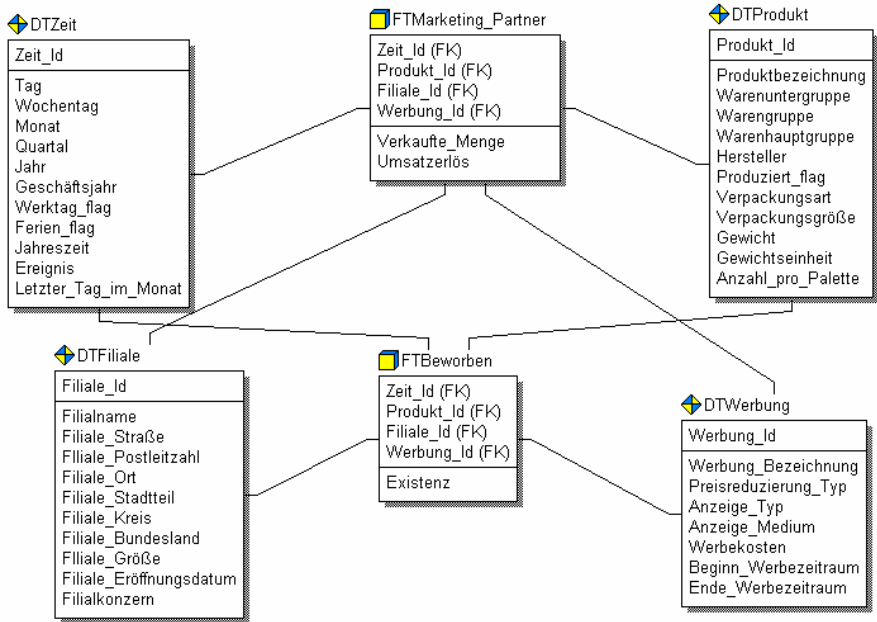 DTZeit
Zeit_Id
Tag
Wochentag
Monat
Quartal
Jahr
Geschäftsjahr
Werktag_flag
Ferien_flag
Jahreszeit
Ereignis
Letzter_Tag_im_Monat
FTMarketing_Partner
Zeit_Id (FK)
Produkt_Id (FK)
Filiale_Id (FK)
Werbung_Id (FK)
Verkaufte_Menge
Umsatzerlös
DTProdukt
Produkt_Id
Produktbezeichnung
Warenuntergruppe
Warengruppe
Warenhauptgruppe
Hersteller
Produziert_flag
Verpackungsart
Verpackungsgröße
Gewicht
Gewichtseinheit
Anzahl_pro_Palette
DTFiliale
Filiale_Id
Filialname
Filiale_Straße
FIliale_Postleitzahl
Filiale_Ort
Filiale_Stadtteil
Filiale_Kreis
Filiale_Bundesland
FIliale_Größe
Filiale_Eröffnungsdatum
Filialkonzern
FTBeworben
Zeit_Id (FK)
Produkt_Id (FK)
Filiale_Id (FK)
Werbung_Id (FK)
Existenz
DTWerbung
Werbung_Id
Werbung_Bezeichnung
Preisreduzierung_Typ
Anzeige_Typ
Anzeige_Medium
Werbekosten
Beginn_Werbezeitraum
Ende_Werbezeitraum